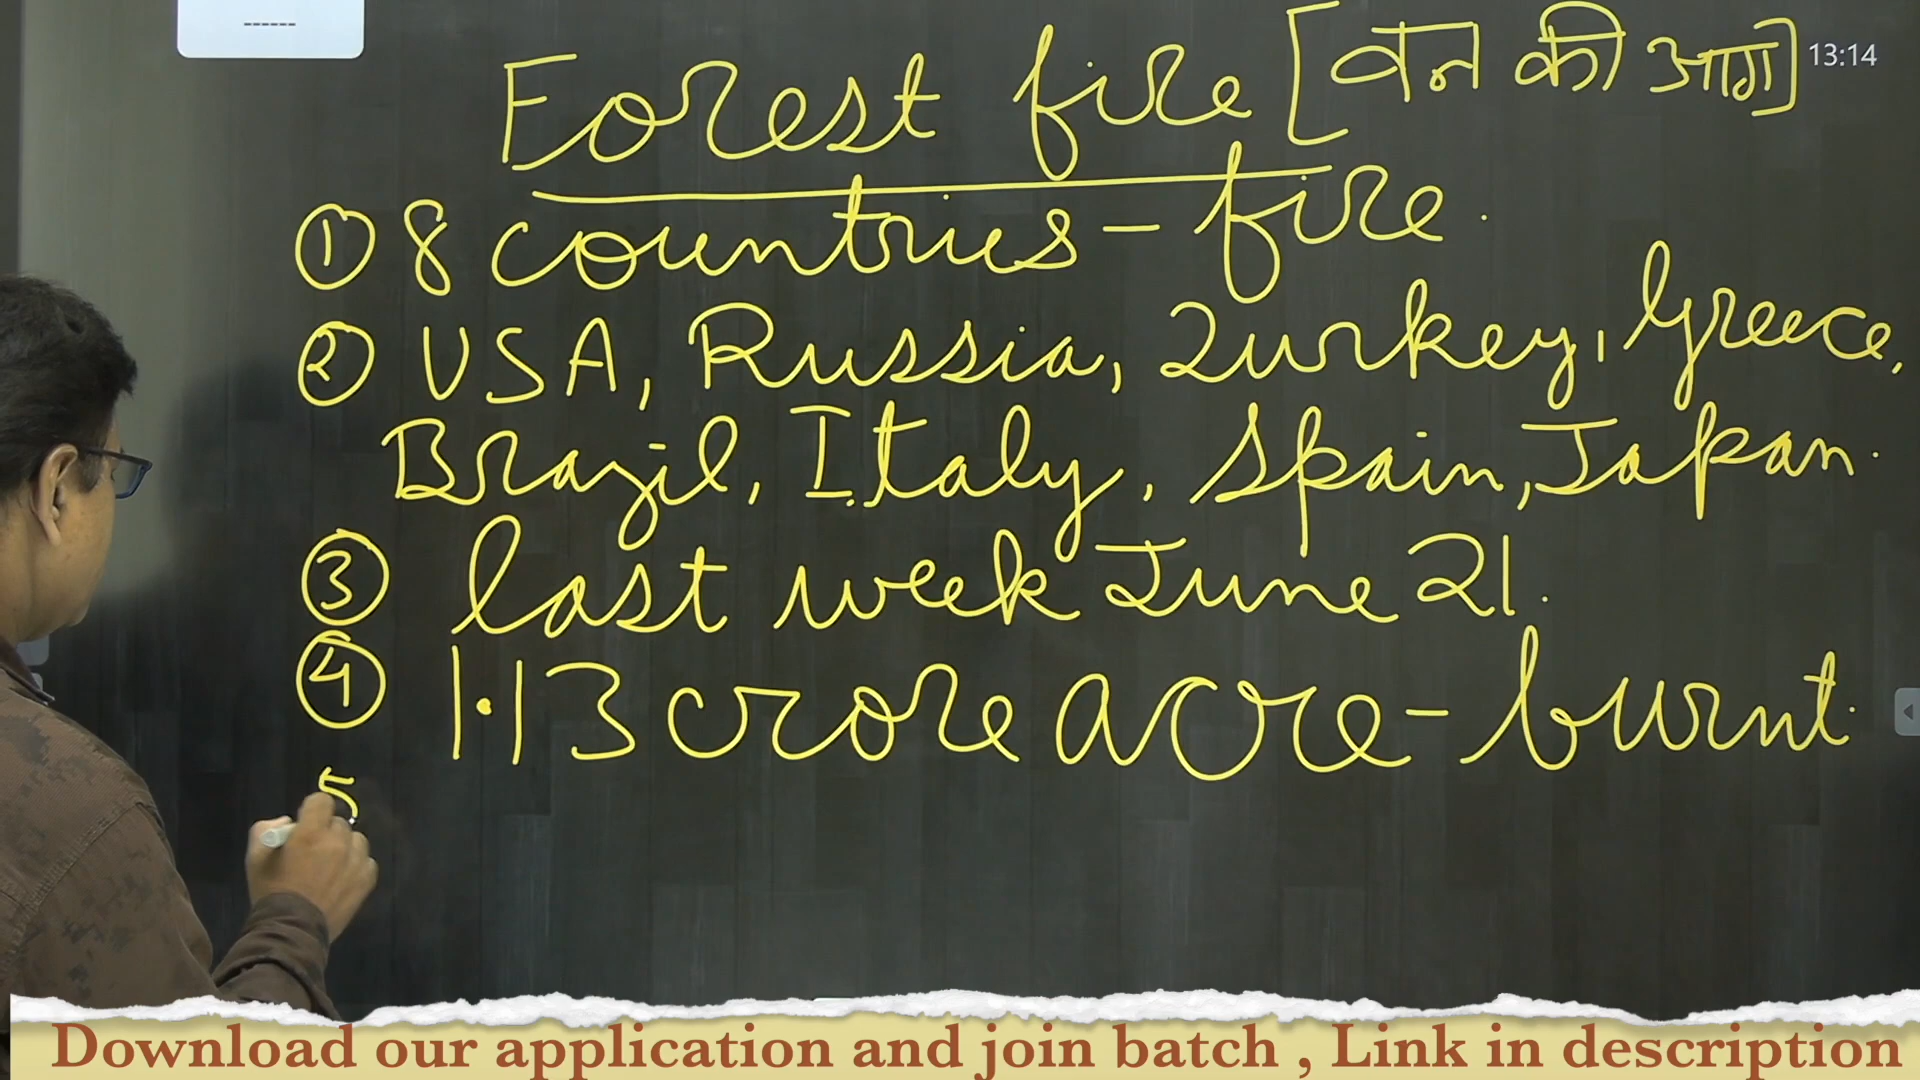 ------
13:14
Forest fire [वन की आग]
① 8 countries - fire.
② USA, Russia, Turkey, Greece,
Brazil, Italy, Spain, Japan.
③ last week June 21.
④ 1.13 crore acre - burnt.
5
Download our application and join batch , Link in description